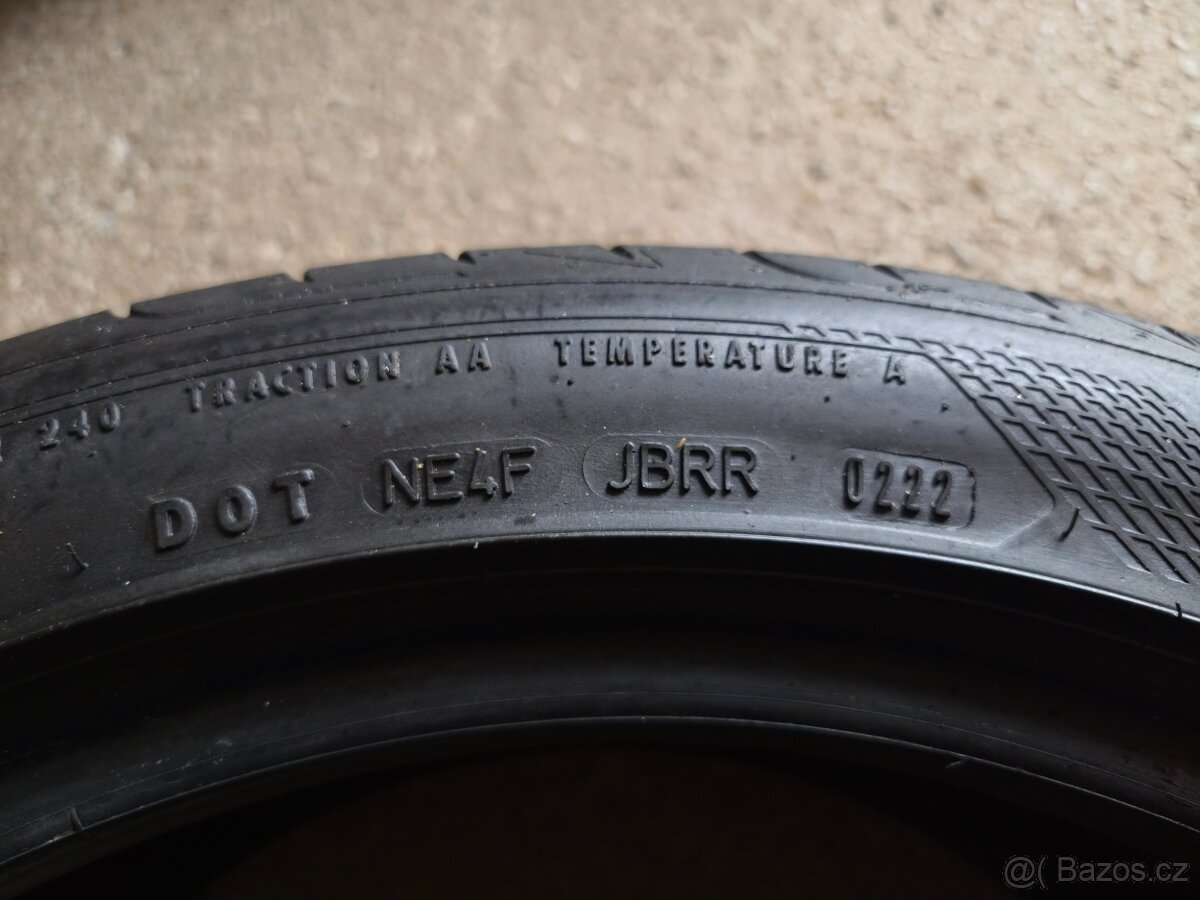 240 TRACTION AA TEMPERATURE A
DOT NE4F JBRR 0222
@( Bazos.cz